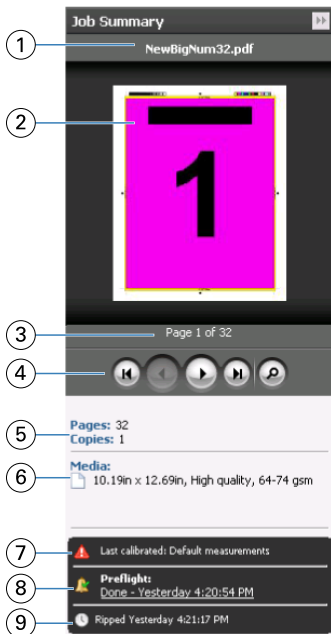 Job Summary
1
NewBigNum32.pdf
2
1
3
Page 1 of 32
4
5
Pages: 32
Copies: 1
6
Media:
10.19in x 12.69in, High quality, 64-74 gsm
7
Last calibrated: Default measurements
8
Preflight:
Done - Yesterday 4:20:54 PM
9
Ripped Yesterday 4:21:17 PM